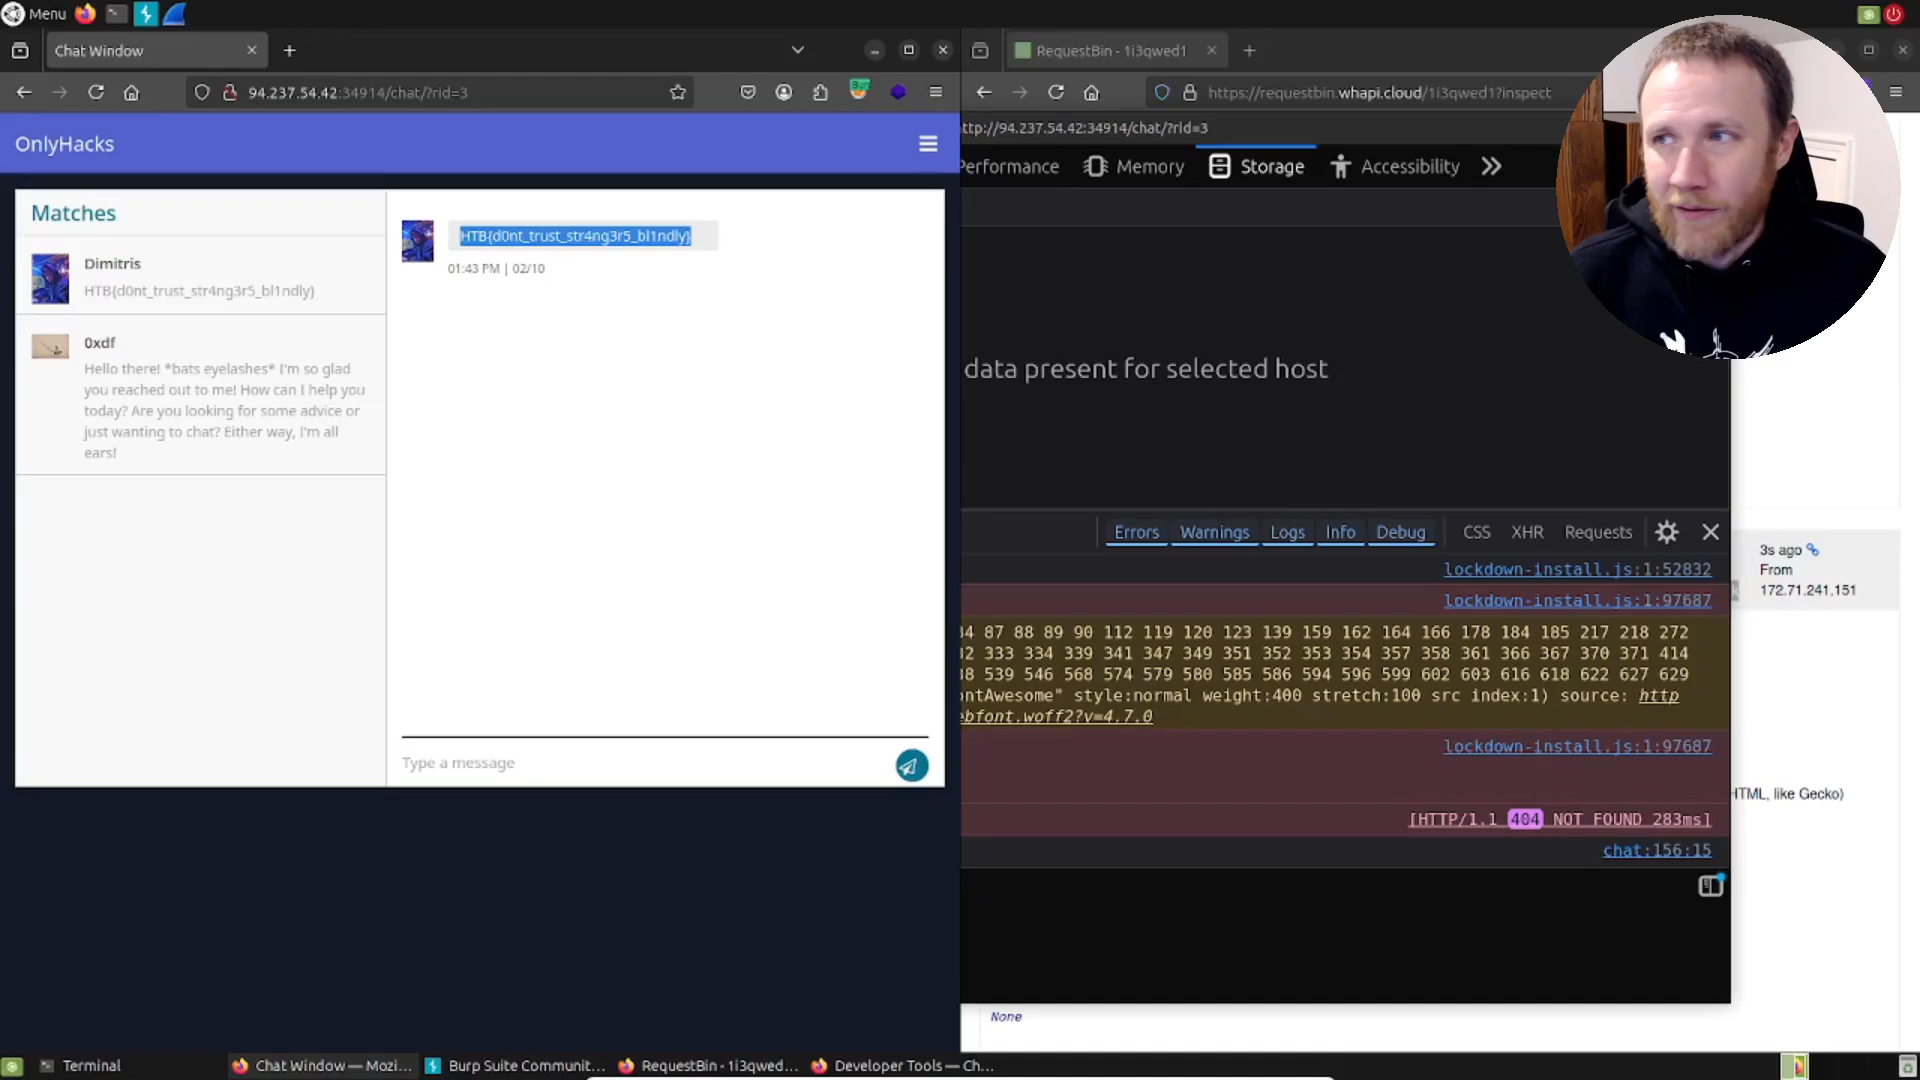 Menu
Chat Window
RequestBin - 1i3qwed1
94.237.54.42:34914/chat/?rid=3
https://requestbin.whapi.cloud/1i3qwed1?inspect
OnlyHacks
Matches
Dimitris
HTB{d0nt_trust_str4ng3r5_bl1ndly}
0xdf
Hello there! *bats eyelashes* I'm so glad
you reached out to me! How can I help you
today? Are you looking for some advice or
just wanting to chat? Either way, I'm all
ears!
HTB{d0nt_trust_str4ng3r5_bl1ndly}
01:43 PM | 02/10
Type a message
ttp://94.237.54.42:34914/chat/?rid=3
Performance
Memory
Storage
Accessibility
data present for selected host
Errors
Warnings
Logs
Info
Debug
CSS
XHR
Requests
lockdown-install.js:1:52832
lockdown-install.js:1:97687
84 87 88 89 90 112 119 120 123 139 159 162 164 166 178 184 185 217 218 272
32 333 334 339 341 347 349 351 352 353 354 357 358 361 366 367 370 371 414
38 539 546 568 574 579 580 585 586 594 596 599 602 603 616 618 622 627 629
ontAwesome" style:normal weight:400 stretch:100 src index:1) source: http
ebfont.woff2?v=4.7.0
lockdown-install.js:1:97687
[HTTP/1.1 404 NOT FOUND 283ms]
chat:156:15
3s ago
From
172.71.241.151
HTML, like Gecko)
None
Terminal
Chat Window — Mozi...
Burp Suite Communit...
RequestBin - 1i3qwed...
Developer Tools — Ch...